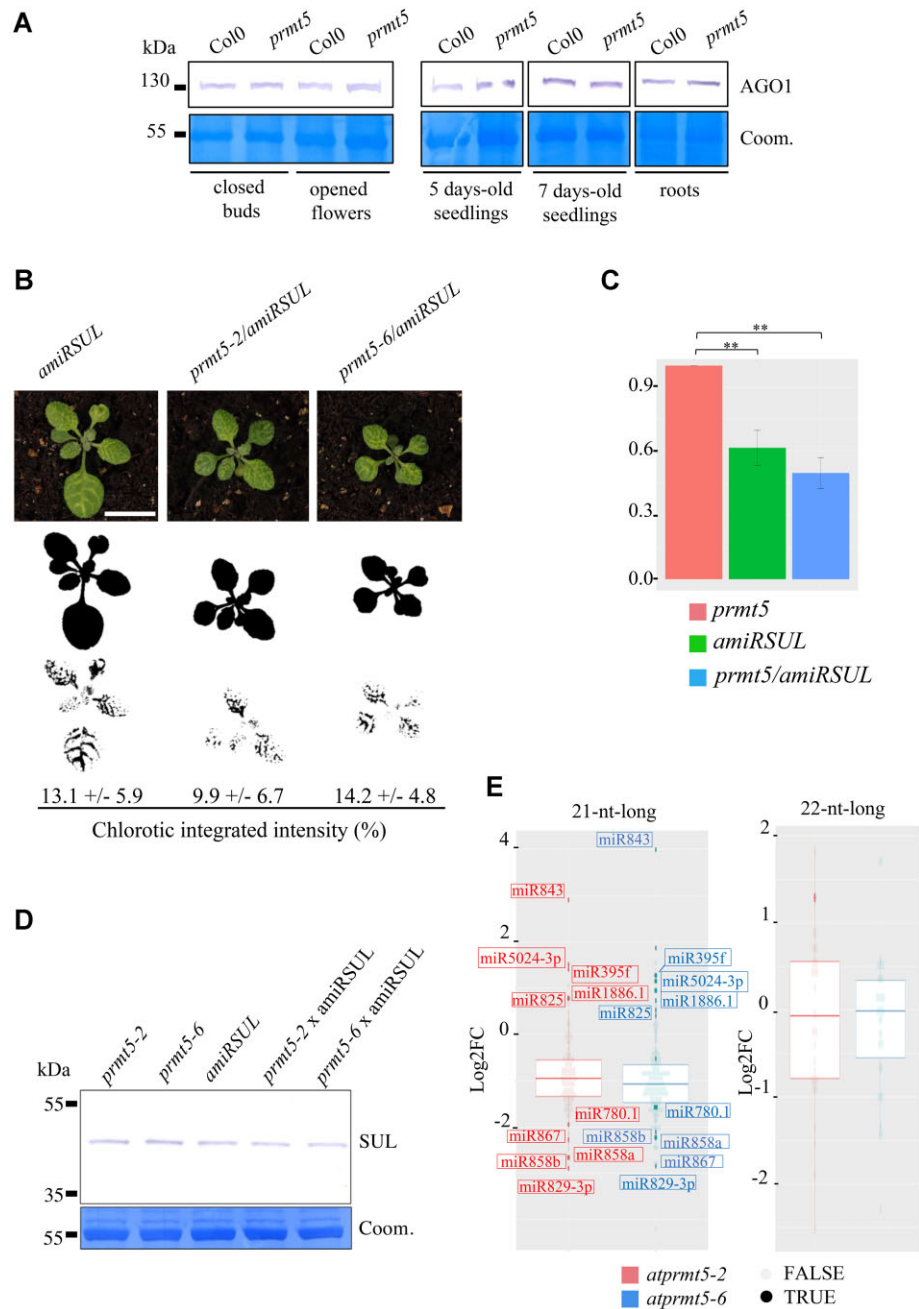 A
kDa
Col0 prmt5 Col0 prmt5 Col0 prmt5 Col0 prmt5 Col0 prmt5
130
AGO1
55
Coom.
closed buds
opened flowers
5 days-old seedlings
7 days-old seedlings
roots
B
amiRSUL
prmt5-2/amiRSUL
prmt5-6/amiRSUL
13.1 +/- 5.9 9.9 +/- 6.7 14.2 +/- 4.8
Chlorotic integrated intensity (%)
C
**
**
0.9
0.6
0.3
0.0
prmt5
amiRSUL
prmt5/amiRSUL
D
kDa
prmt5-2
prmt5-6
amiRSUL
prmt5-2 x amiRSUL
prmt5-6 x amiRSUL
55
SUL
35
55
Coom.
E
21-nt-long
22-nt-long
Log2FC
4
2
0
-2
miR843
miR843
miR5024-3p
miR395f
miR1886.1
miR825
miR395f
miR5024-3p
miR1886.1
miR825
miR780.1
miR867
miR858b
miR858a
miR829-3p
miR780.1
miR858b
miR858a
miR867
miR829-3p
Log2FC
2
1
0
-1
-2
atprmt5-2
atprmt5-6
FALSE
TRUE